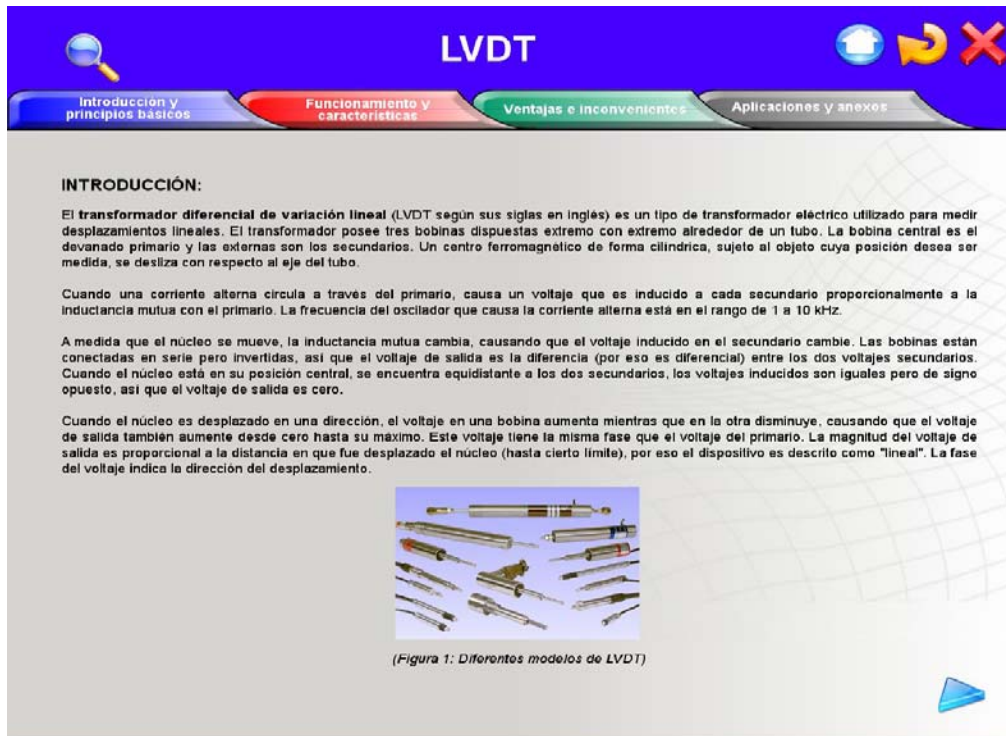 LVDT
Introducción y
principios básicos
Funcionamiento y
características
Ventajas e inconvenientes
Aplicaciones y anexos
INTRODUCCIÓN:
El transformador diferencial de variación lineal (LVDT según sus siglas en inglés) es un tipo de transformador eléctrico utilizado para medir
desplazamientos lineales. El transformador posee tres bobinas dispuestas extremo con extremo alrededor de un tubo. La bobina central es el
devanado primario y las externas son los secundarios. Un centro ferromagnético de forma cilíndrica, sujeto al objeto cuya posición desea ser
medida, se desliza con respecto al eje del tubo.
Cuando una corriente alterna circula a través del primario, causa un voltaje que es inducido a cada secundario proporcionalmente a la
inductancia mutua con el primario. La frecuencia del oscilador que causa la corriente alterna está en el rango de 1 a 10 kHz.
A medida que el núcleo se mueve, la inductancia mutua cambia, causando que el voltaje inducido en el secundario cambie. Las bobinas están
conectadas en serie pero invertidas, así que el voltaje de salida es la diferencia (por eso es diferencial) entre los dos voltajes secundarios.
Cuando el núcleo está en su posición central, se encuentra equidistante a los dos secundarios, los voltajes inducidos son iguales pero de signo
opuesto, así que el voltaje de salida es cero.
Cuando el núcleo es desplazado en una dirección, el voltaje en una bobina aumenta mientras que en la otra disminuye, causando que el voltaje
de salida también aumente desde cero hasta su máximo. Este voltaje tiene la misma fase que el voltaje del primario. La magnitud del voltaje de
salida es proporcional a la distancia en que fue desplazado el núcleo (hasta cierto límite), por eso el dispositivo es descrito como "lineal". La fase
del voltaje indica la dirección del desplazamiento.
(Figura 1: Diferentes modelos de LVDT)